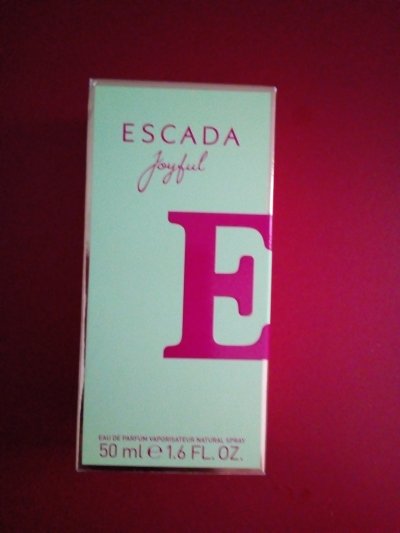 ESCADA
Joyful
E
EAU DE PARFUM VAPORISATEUR NATURAL SPRAY
50 ml ℮ 1.6 FL. OZ.